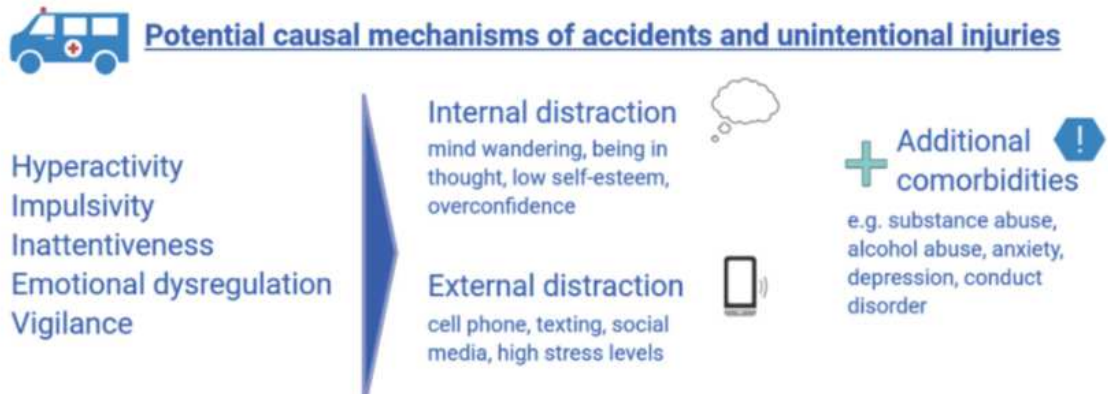 Potential causal mechanisms of accidents and unintentional injuries
Hyperactivity
Impulsivity
Inattentiveness
Emotional dysregulation
Vigilance
Internal distraction
mind wandering, being in
thought, low self-esteem,
overconfidence
External distraction
cell phone, texting, social
media, high stress levels
Additional
comorbidities
e.g. substance abuse,
alcohol abuse, anxiety,
depression, conduct
disorder